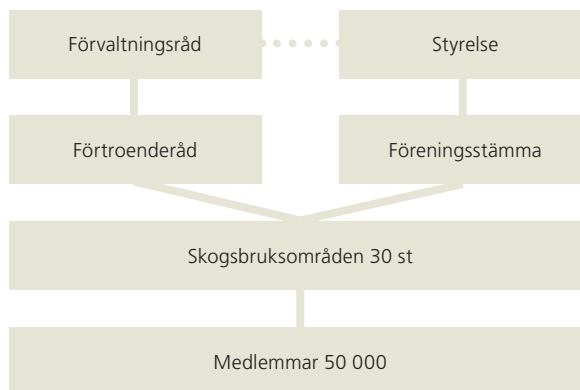 Förvaltningsråd
Styrelse
Förtroenderåd
Föreningsstämma
Skogsbruksområden 30 st
Medlemmar 50 000